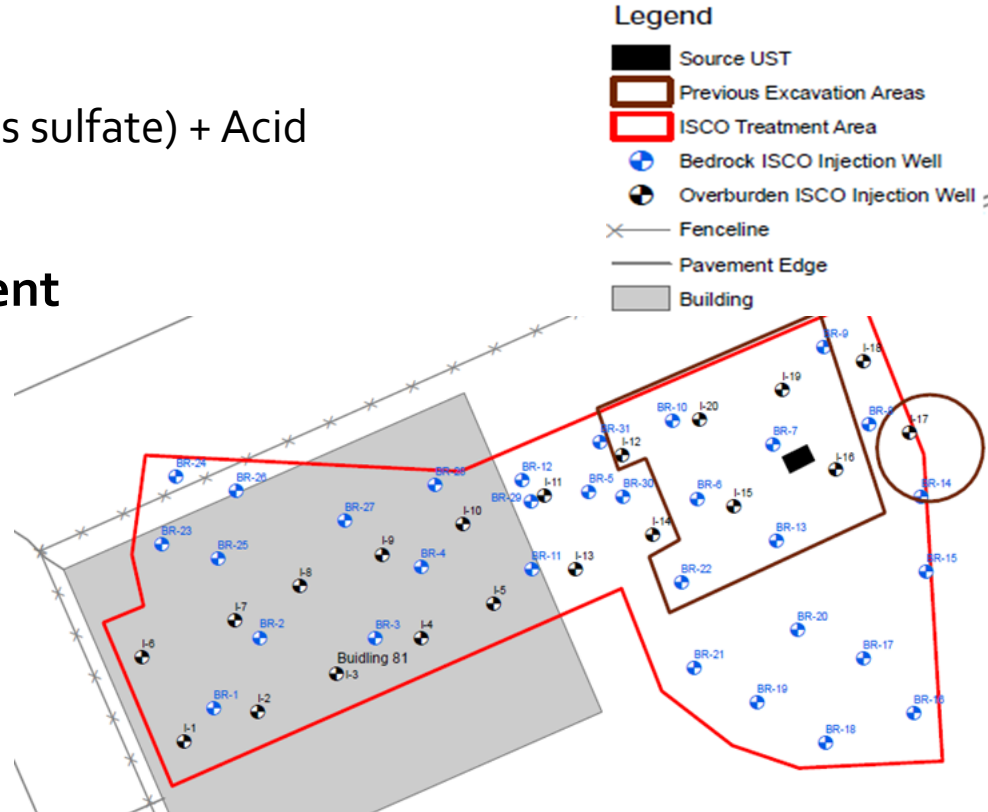 Legend
Source UST
s sulfate) + Acid
Previous Excavation Areas
ISCO Treatment Area
Bedrock ISCO Injection Well
Overburden ISCO Injection Well
Fenceline
Pavement Edge
ent
Building
BR-9
I-18
I-19
BR-10
I-20
BR-8
I-17
BR-31
I-12
BR-7
I-16
BR-24
BR-26
BR-28
BR-12
I-11
BR-29
BR-5
BR-30
BR-6
I-15
BR-14
BR-27
I-10
I-14
BR-13
BR-23
BR-25
I-9
BR-4
BR-11
I-13
BR-15
BR-22
I-8
I-5
I-7
BR-2
BR-3
I-4
BR-20
I-6
Buidling 81
I-3
BR-21
BR-17
BR-1
I-2
BR-19
BR-16
I-1
BR-18